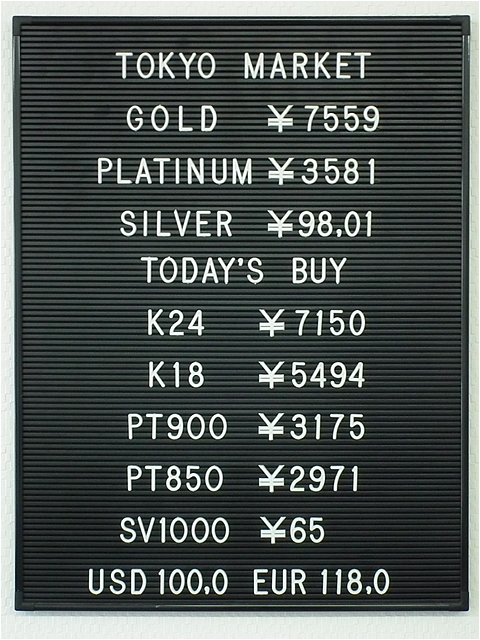 TOKYO MARKET
GOLD ¥7559
PLATINUM ¥3581
SILVER ¥98,01
TODAY'S BUY
K24 ¥7150
K18 ¥5494
PT900 ¥3175
PT850 ¥2971
SV1000 ¥65
USD 100,0 EUR 118,0